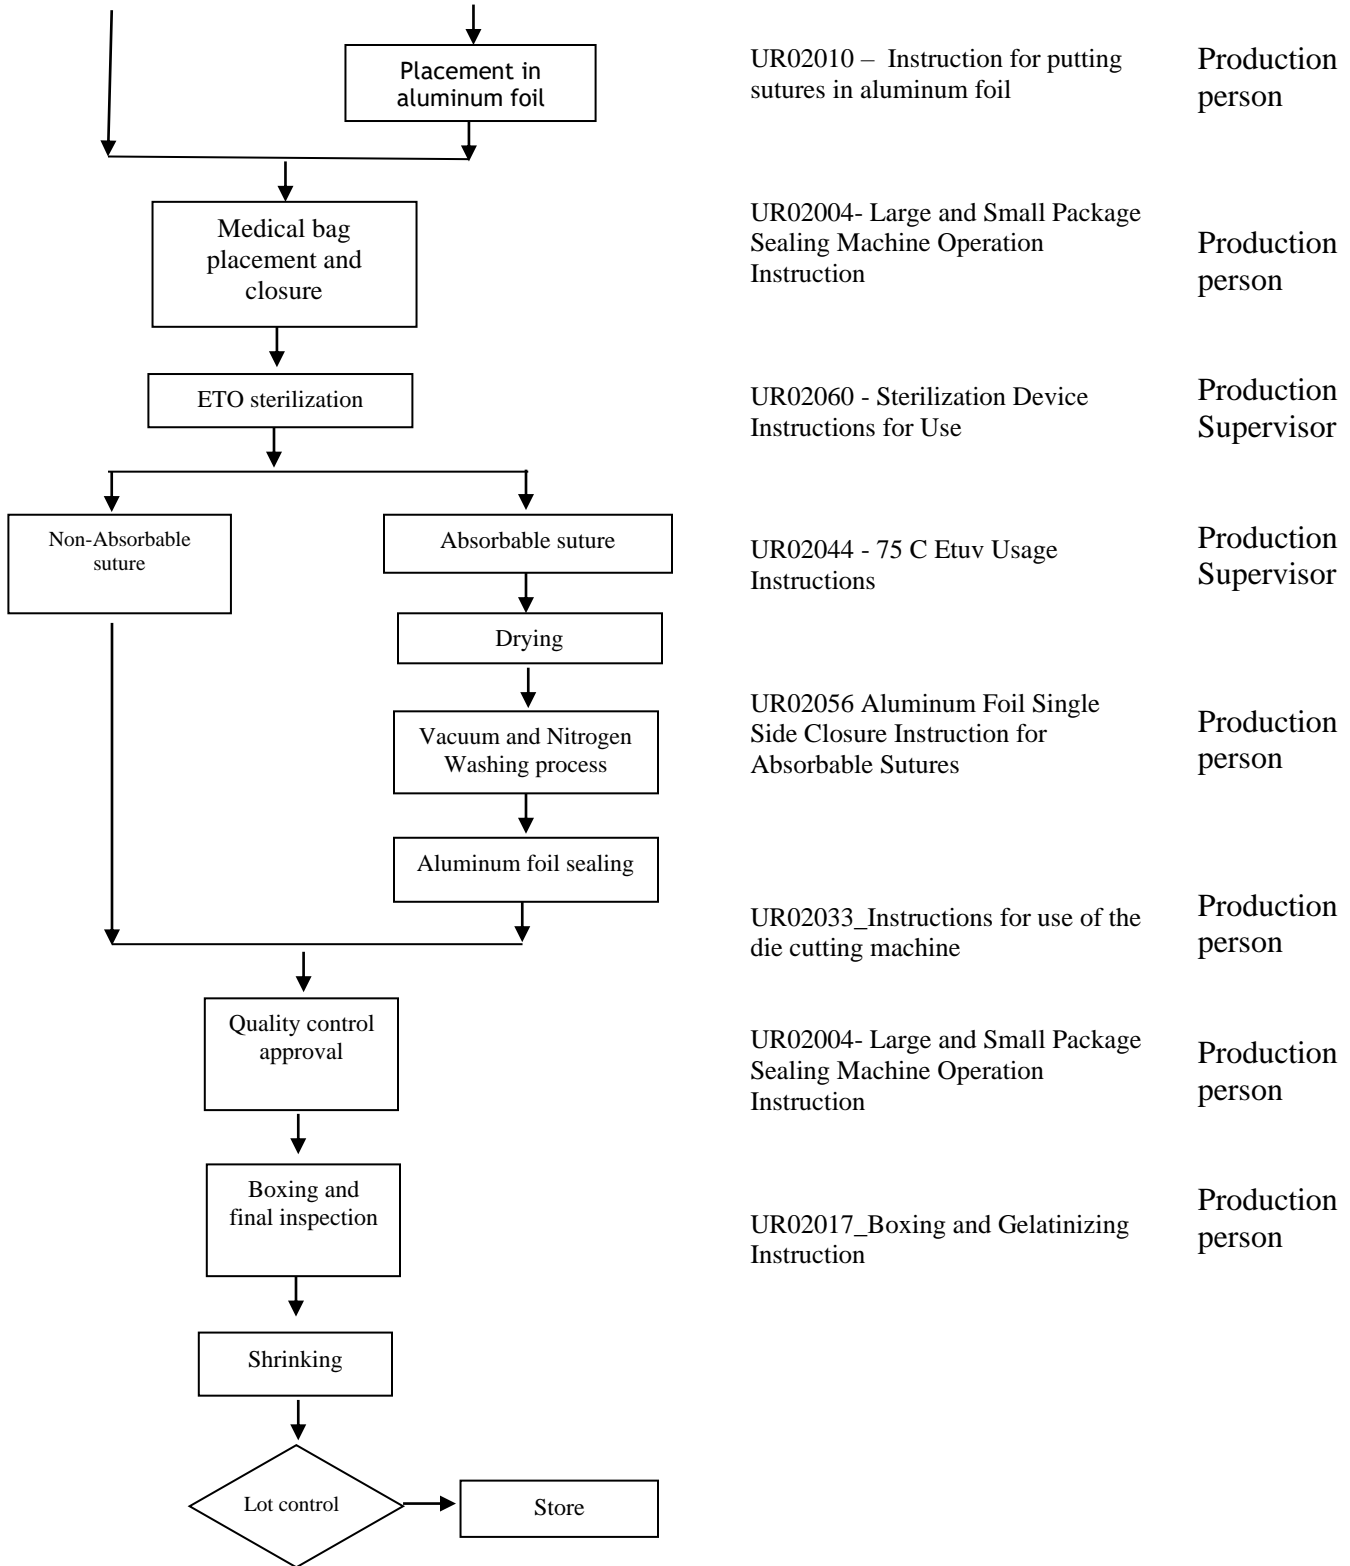 Placement in
aluminum foil
UR02010 –  Instruction for putting
sutures in aluminum foil
Production
person
Medical bag
placement and
closure
UR02004- Large and Small Package
Sealing Machine Operation
Instruction
Production
person
ETO sterilization
UR02060 - Sterilization Device
Instructions for Use
Production
Supervisor
Non-Absorbable
suture
Absorbable suture
UR02044 - 75 C Etuv Usage
Instructions
Production
Supervisor
Drying
Vacuum and Nitrogen
Washing process
UR02056 Aluminum Foil Single
Side Closure Instruction for
Absorbable Sutures
Production
person
Aluminum foil sealing
UR02033_Instructions for use of the
die cutting machine
Production
person
Quality control
approval
UR02004- Large and Small Package
Sealing Machine Operation
Instruction
Production
person
Boxing and
final inspection
UR02017_Boxing and Gelatinizing
Instruction
Production
person
Shrinking
Lot control
Store